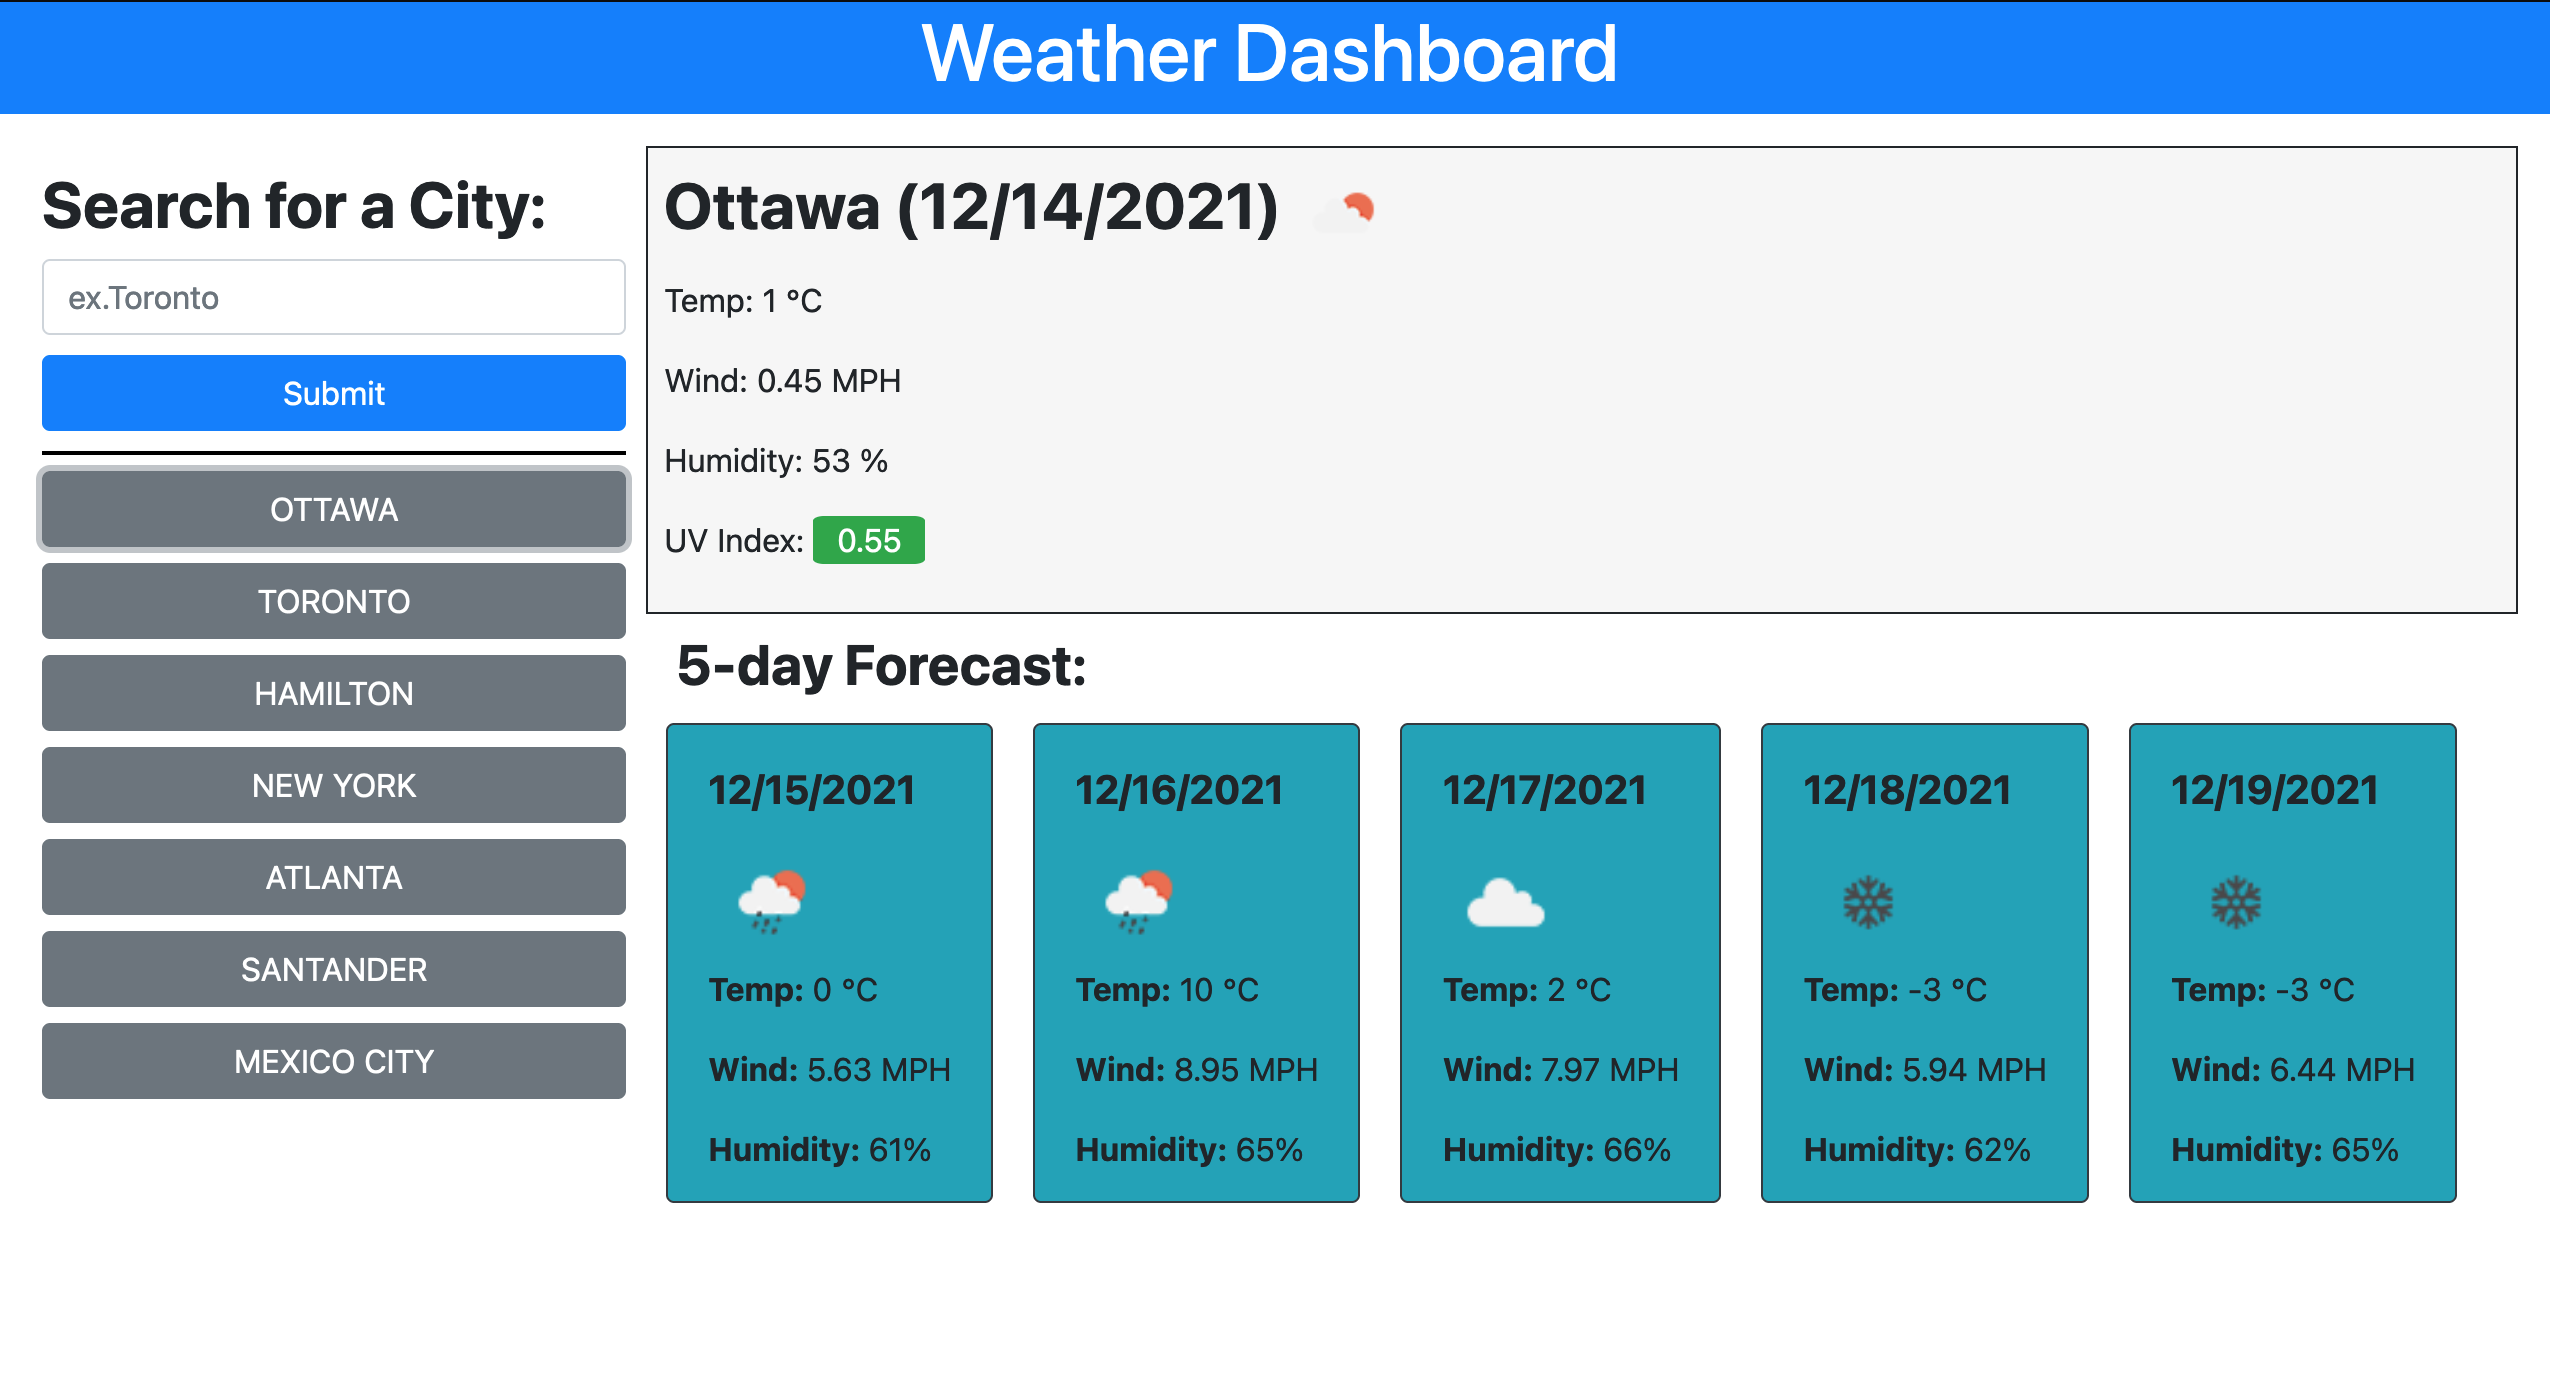 Weather Dashboard
Search for a City:
ex.Toronto
Submit
OTTAWA
TORONTO
HAMILTON
NEW YORK
ATLANTA
SANTANDER
MEXICO CITY
Ottawa (12/14/2021)
Temp: 1 °C
Wind: 0.45 MPH
Humidity: 53 %
UV Index: 0.55
5-day Forecast:
12/15/2021
Temp: 0 °C
Wind: 5.63 MPH
Humidity: 61%
12/16/2021
Temp: 10 °C
Wind: 8.95 MPH
Humidity: 65%
12/17/2021
Temp: 2 °C
Wind: 7.97 MPH
Humidity: 66%
12/18/2021
Temp: -3 °C
Wind: 5.94 MPH
Humidity: 62%
12/19/2021
Temp: -3 °C
Wind: 6.44 MPH
Humidity: 65%